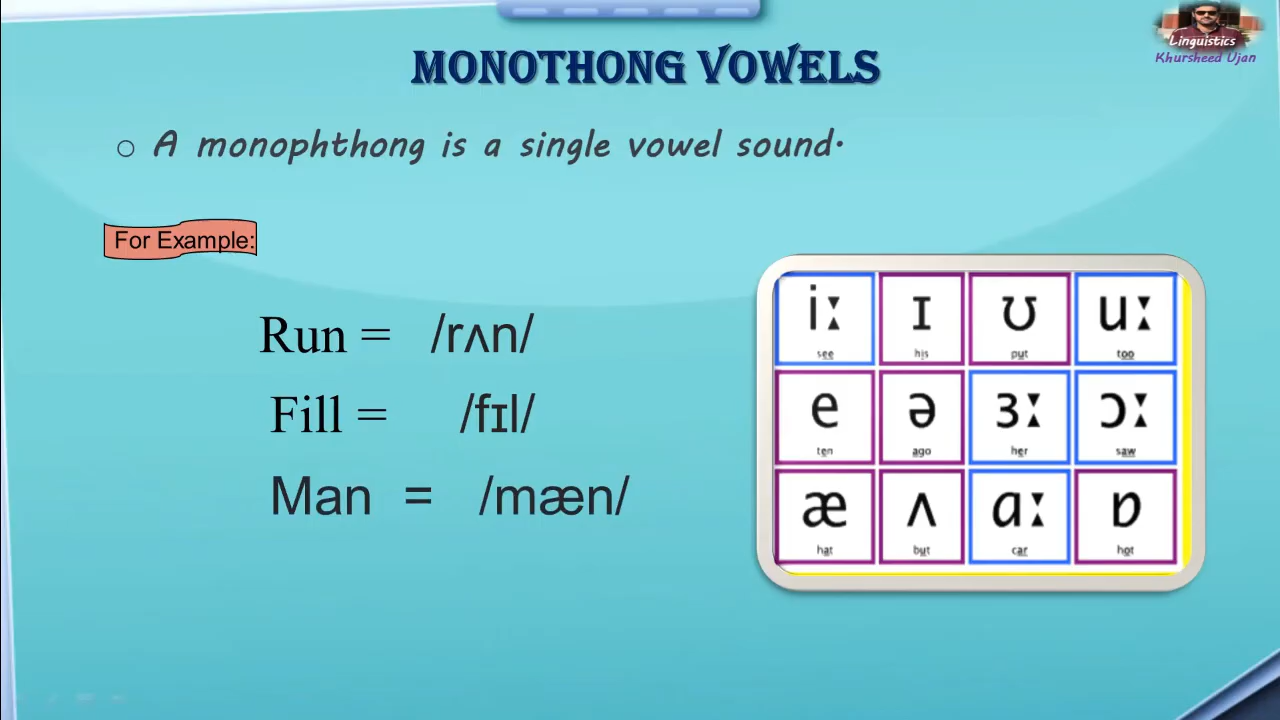 MONOTHONG VOWELS
Linguistics
Khursheed Ujan
o A monophthong is a single vowel sound.
For Example:
Run = /rʌn/
Fill = /fɪl/
Man = /mæn/
iː ɪ ʊ uː
see his put too
e ə ɜː ɔː
ten ago her saw
æ ʌ ɑː ɒ
hat but car hot